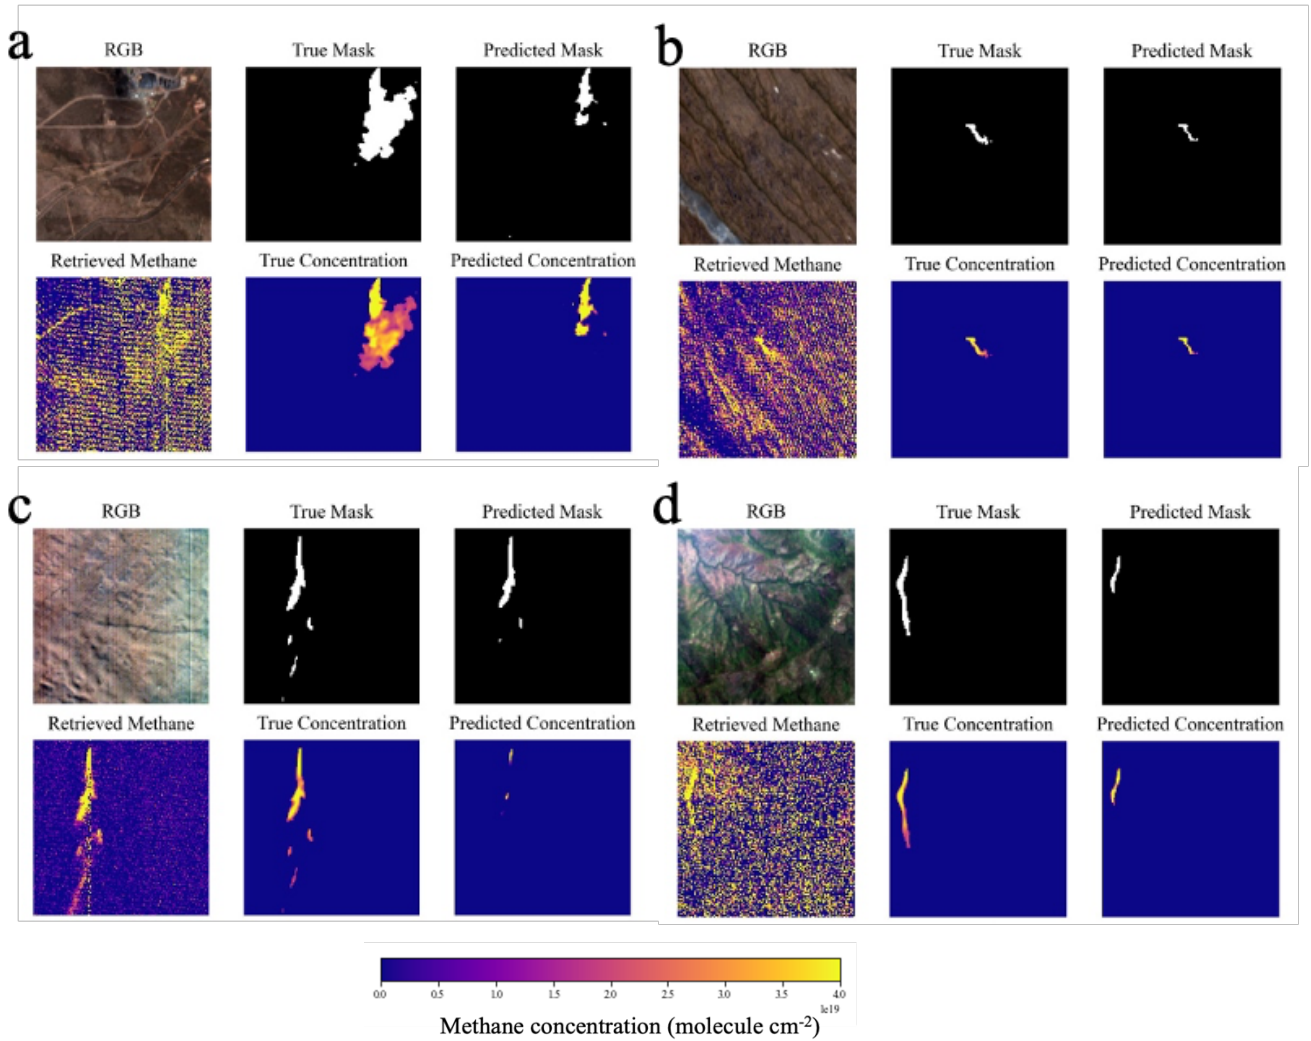 a
RGB
True Mask
Predicted Mask
Retrieved Methane
True Concentration
Predicted Concentration
b
RGB
True Mask
Predicted Mask
Retrieved Methane
True Concentration
Predicted Concentration
c
RGB
True Mask
Predicted Mask
Retrieved Methane
True Concentration
Predicted Concentration
d
RGB
True Mask
Predicted Mask
Retrieved Methane
True Concentration
Predicted Concentration
0.0 0.5 1.0 1.5 2.0 2.5 3.0 3.5 4.0
1e19
Methane concentration (molecule cm⁻²)